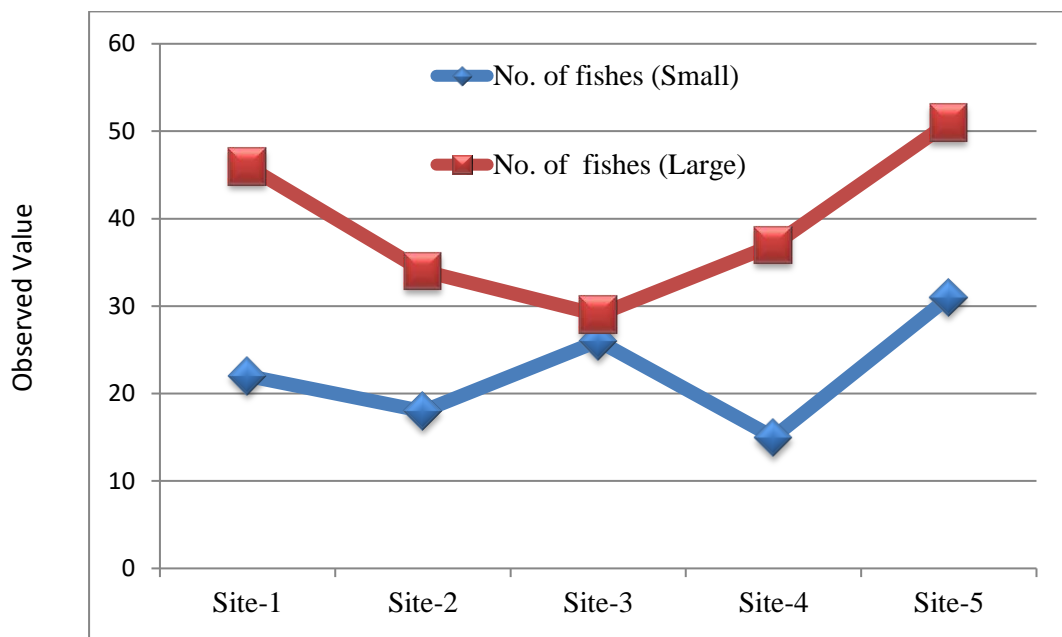 60
50
40
30
20
10
0
Observed Value
No. of fishes (Small)
No. of  fishes (Large)
Site-1 Site-2 Site-3 Site-4 Site-5